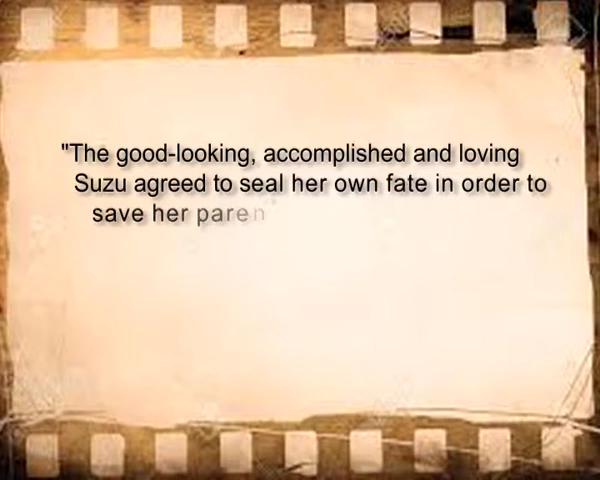 "The good-looking, accomplished and loving
Suzu agreed to seal her own fate in order to
save her paren